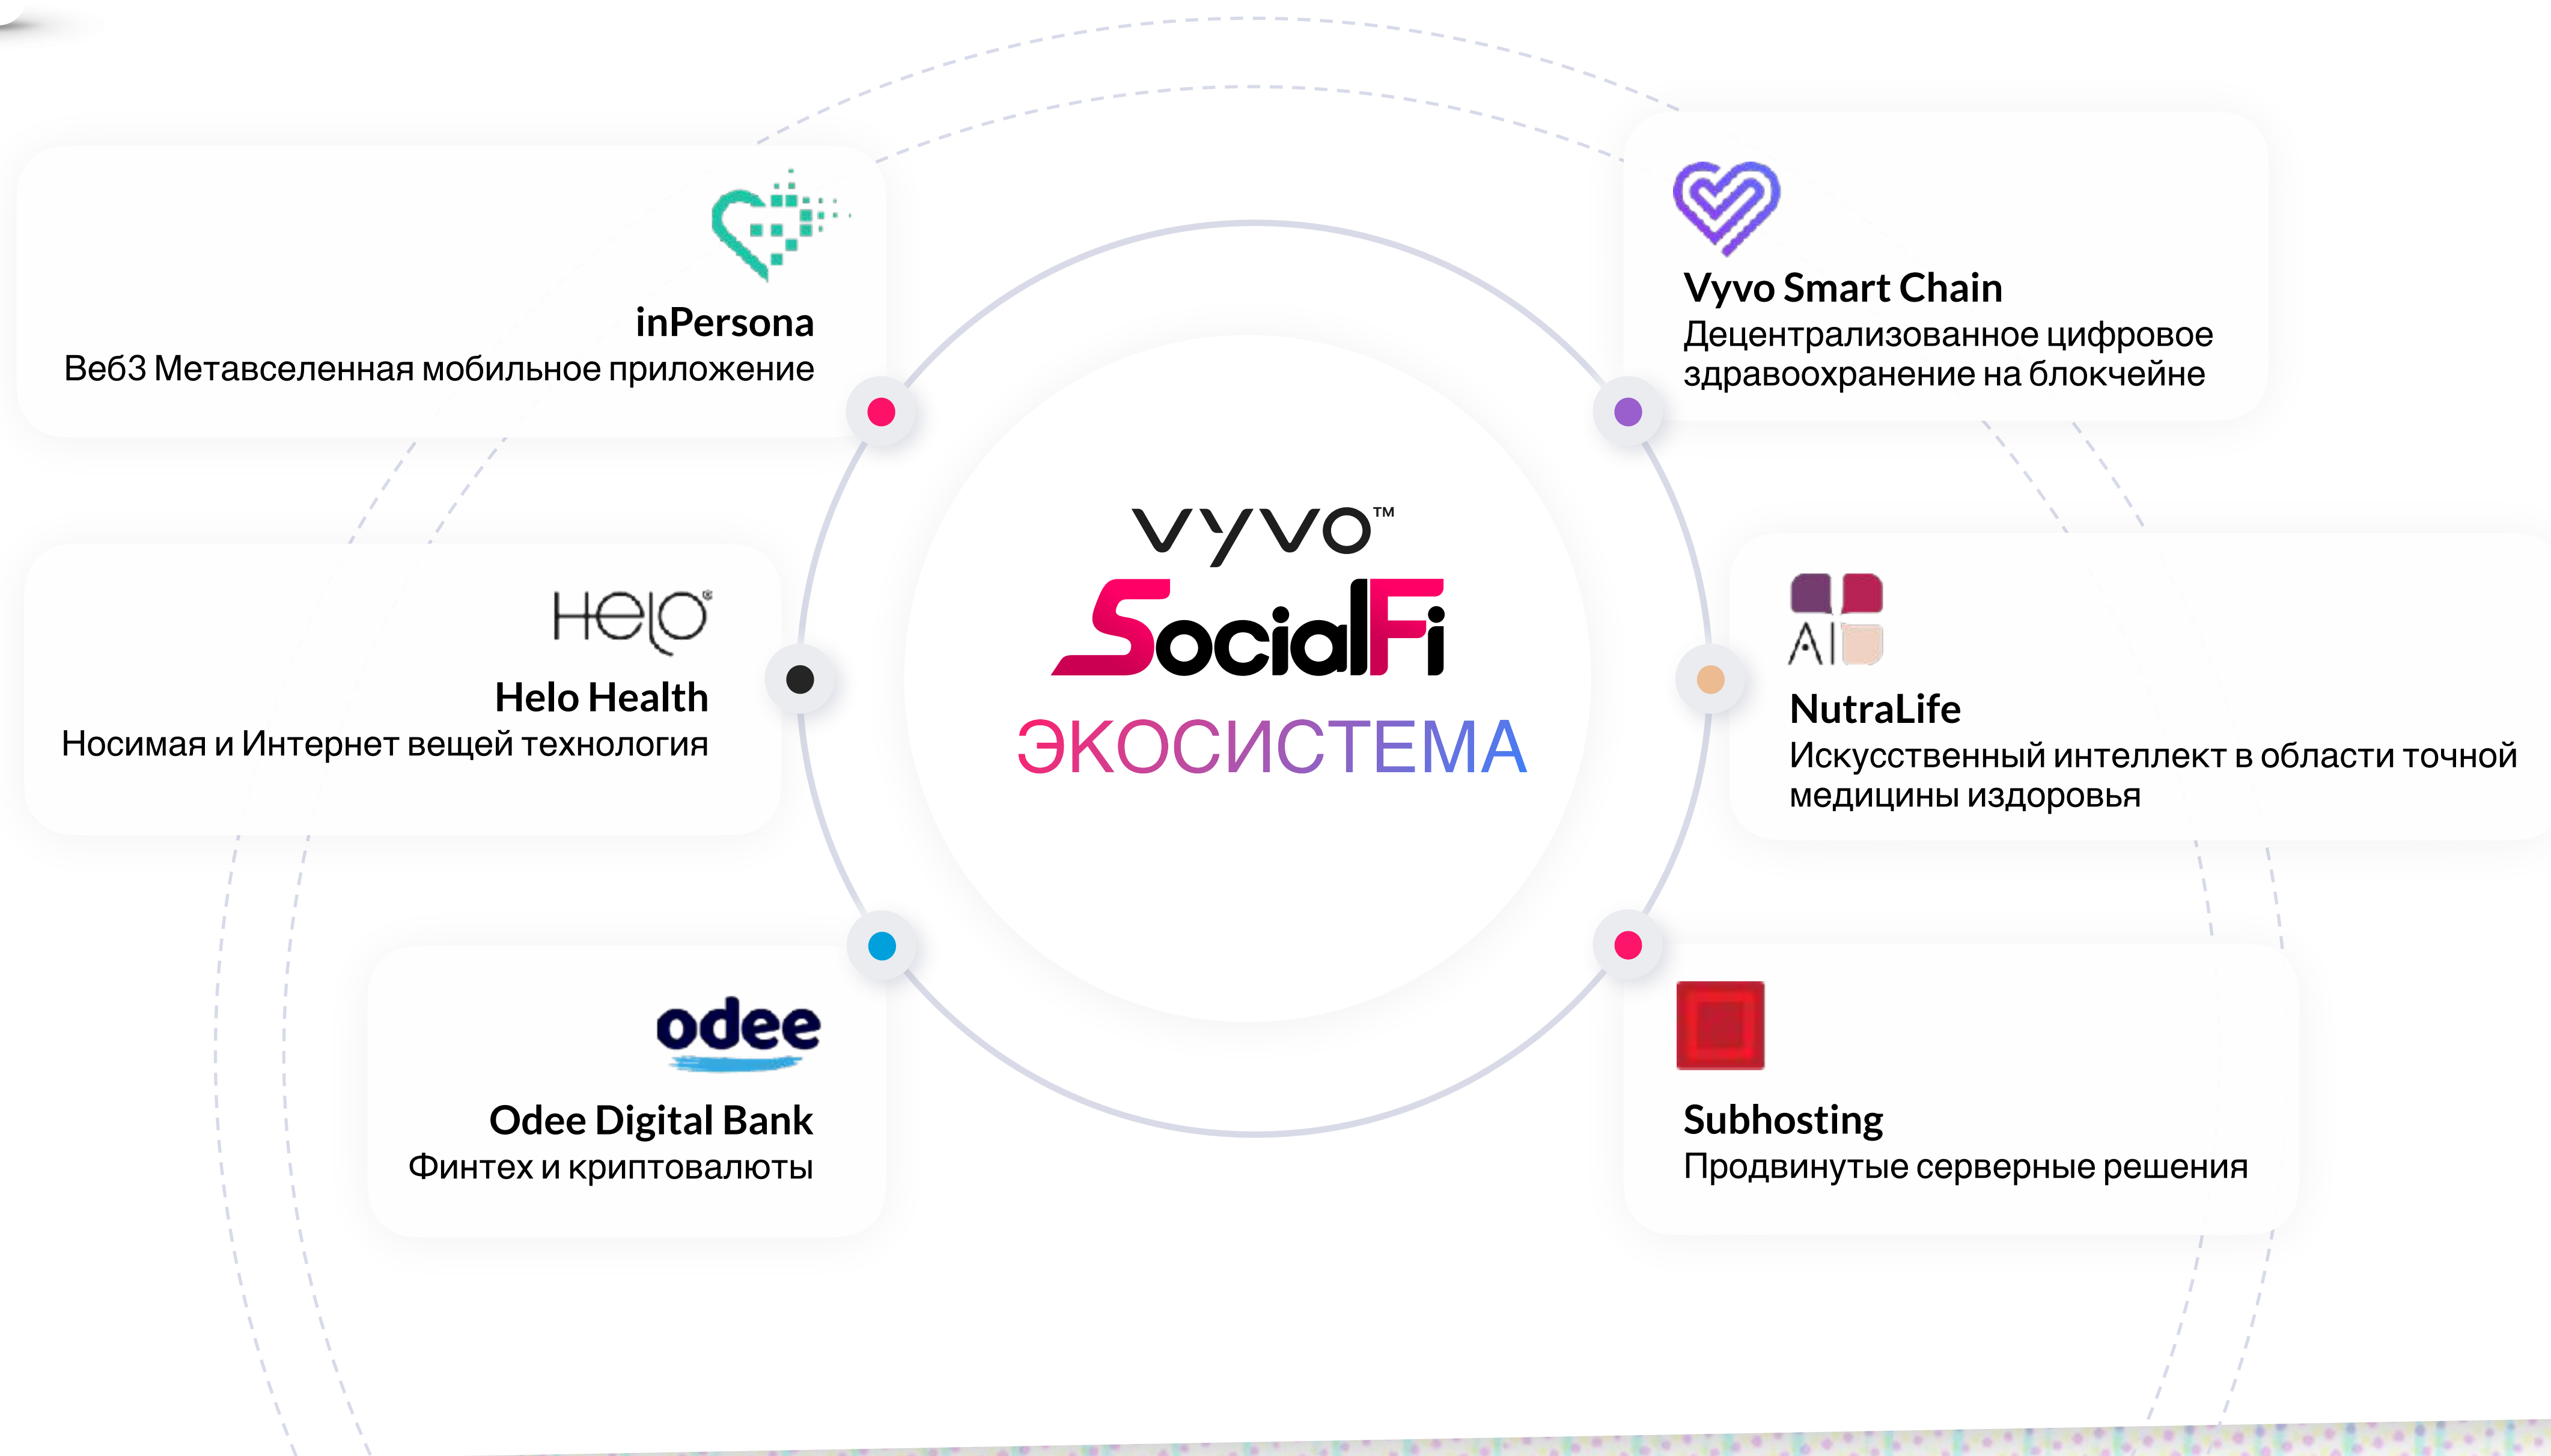 inPersona
Веб3 Метавселенная мобильное приложение
HELO®
Helo Health
Носимая и Интернет вещей технология
odee
Odee Digital Bank
Финтех и криптовалюты
vyvo™
SocialFi
ЭКОСИСТЕМА
Vyvo Smart Chain
Децентрализованное цифровое
здравоохранение на блокчейне
AI
NutraLife
Искусственный интеллект в области точной
медицины издоровья
Subhosting
Продвинутые серверные решения